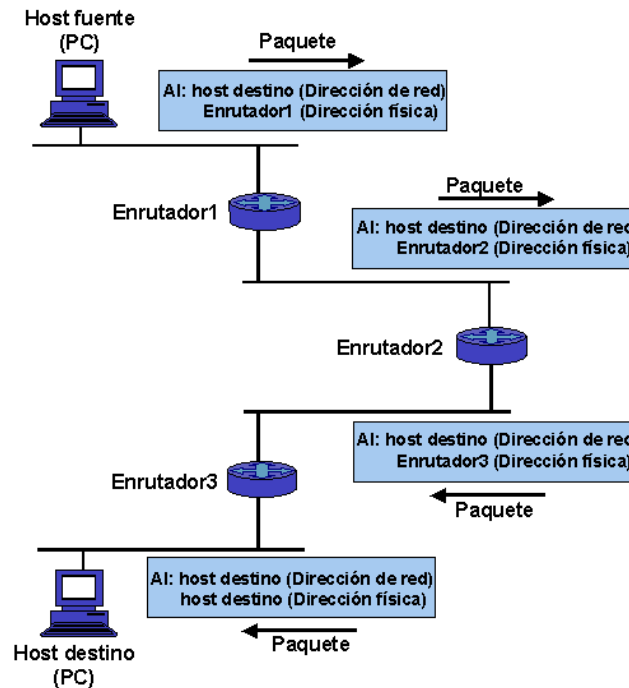 Host fuente
(PC)
Paquete
Al: host destino (Dirección de red)
Enrutador1 (Dirección física)
Enrutador1
Paquete
Al: host destino (Dirección de red
Enrutador2 (Dirección física)
Enrutador2
Al: host destino (Dirección de red
Enrutador3 (Dirección física)
Enrutador3
Paquete
Al: host destino (Dirección de red)
host destino (Dirección física)
Paquete
Host destino
(PC)